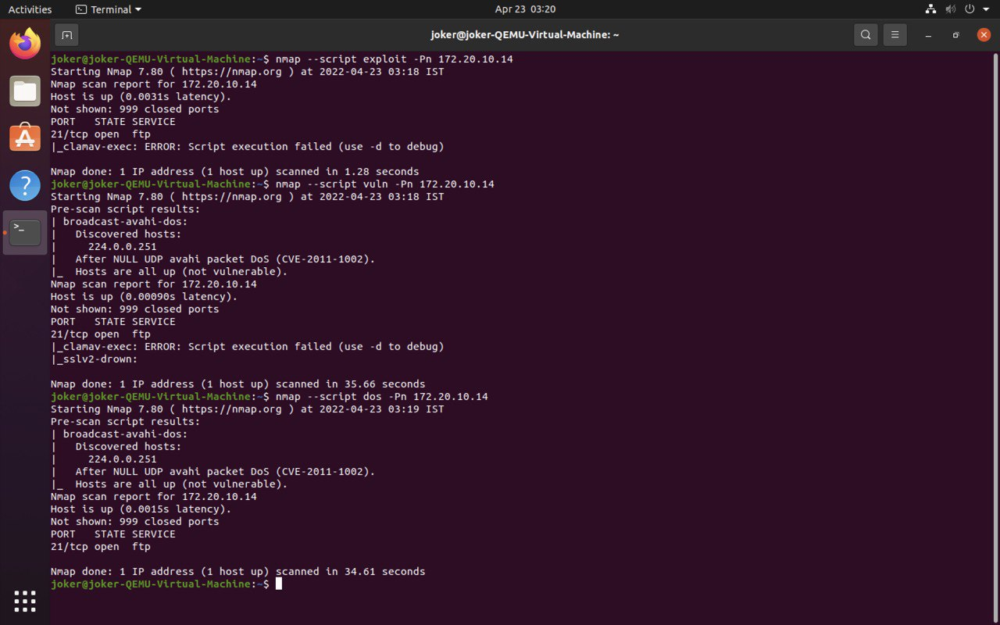 Activities
Terminal
Apr 23 03:20
joker@joker-QEMU-Virtual-Machine: ~
joker@joker-QEMU-Virtual-Machine:~$ nmap --script exploit -Pn 172.20.10.14
Starting Nmap 7.80 ( https://nmap.org ) at 2022-04-23 03:18 IST
Nmap scan report for 172.20.10.14
Host is up (0.0031s latency).
Not shown: 999 closed ports
PORT   STATE SERVICE
21/tcp open  ftp
|_clamav-exec: ERROR: Script execution failed (use -d to debug)
Nmap done: 1 IP address (1 host up) scanned in 1.28 seconds
joker@joker-QEMU-Virtual-Machine:~$ nmap --script vuln -Pn 172.20.10.14
Starting Nmap 7.80 ( https://nmap.org ) at 2022-04-23 03:18 IST
Pre-scan script results:
| broadcast-avahi-dos:
|   Discovered hosts:
|     224.0.0.251
|   After NULL UDP avahi packet DoS (CVE-2011-1002).
|_  Hosts are all up (not vulnerable).
Nmap scan report for 172.20.10.14
Host is up (0.00090s latency).
Not shown: 999 closed ports
PORT   STATE SERVICE
21/tcp open  ftp
|_clamav-exec: ERROR: Script execution failed (use -d to debug)
|_sslv2-drown:
Nmap done: 1 IP address (1 host up) scanned in 35.66 seconds
joker@joker-QEMU-Virtual-Machine:~$ nmap --script dos -Pn 172.20.10.14
Starting Nmap 7.80 ( https://nmap.org ) at 2022-04-23 03:19 IST
Pre-scan script results:
| broadcast-avahi-dos:
|   Discovered hosts:
|     224.0.0.251
|   After NULL UDP avahi packet DoS (CVE-2011-1002).
|_  Hosts are all up (not vulnerable).
Nmap scan report for 172.20.10.14
Host is up (0.0015s latency).
Not shown: 999 closed ports
PORT   STATE SERVICE
21/tcp open  ftp
Nmap done: 1 IP address (1 host up) scanned in 34.61 seconds
joker@joker-QEMU-Virtual-Machine:~$